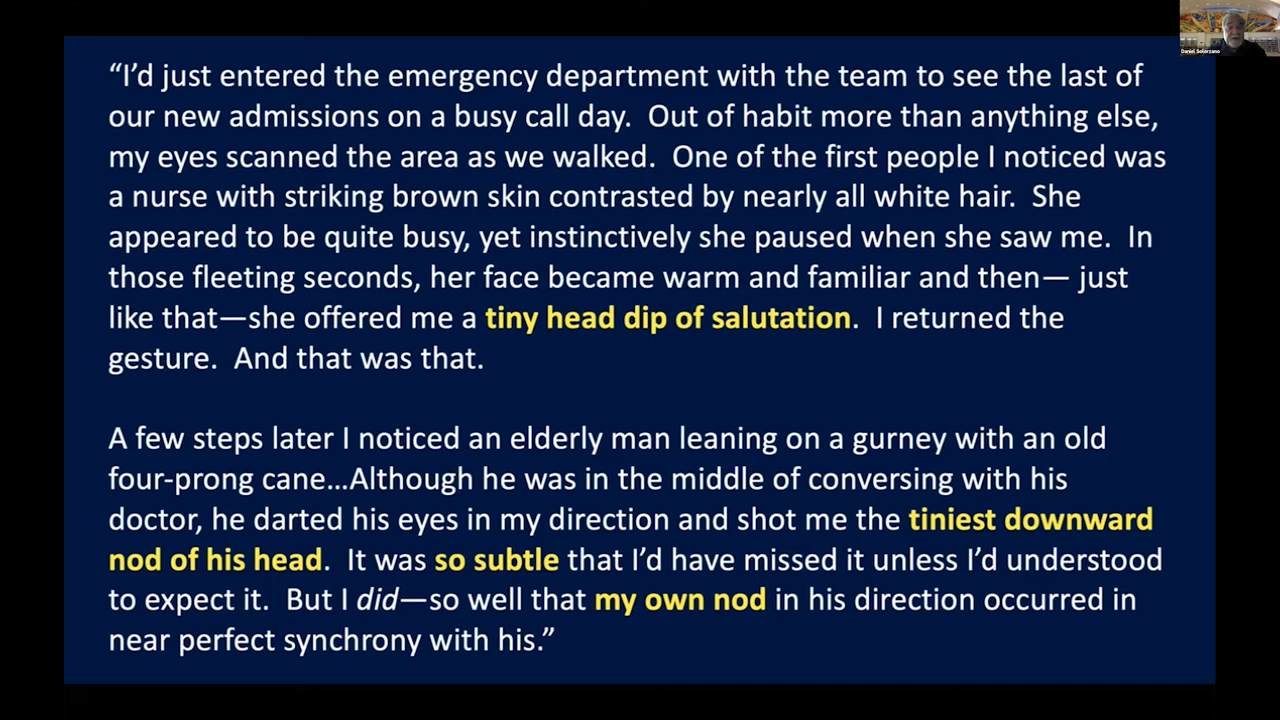 “I’d just entered the emergency department with the team to see the last of
our new admissions on a busy call day.  Out of habit more than anything else,
my eyes scanned the area as we walked.  One of the first people I noticed was
a nurse with striking brown skin contrasted by nearly all white hair.  She
appeared to be quite busy, yet instinctively she paused when she saw me.  In
those fleeting seconds, her face became warm and familiar and then— just
like that—she offered me a tiny head dip of salutation.  I returned the
gesture.  And that was that.
A few steps later I noticed an elderly man leaning on a gurney with an old
four-prong cane…Although he was in the middle of conversing with his
doctor, he darted his eyes in my direction and shot me the tiniest downward
nod of his head.  It was so subtle that I’d have missed it unless I’d understood
to expect it.  But I did—so well that my own nod in his direction occurred in
near perfect synchrony with his.”
Daniel Solorzano